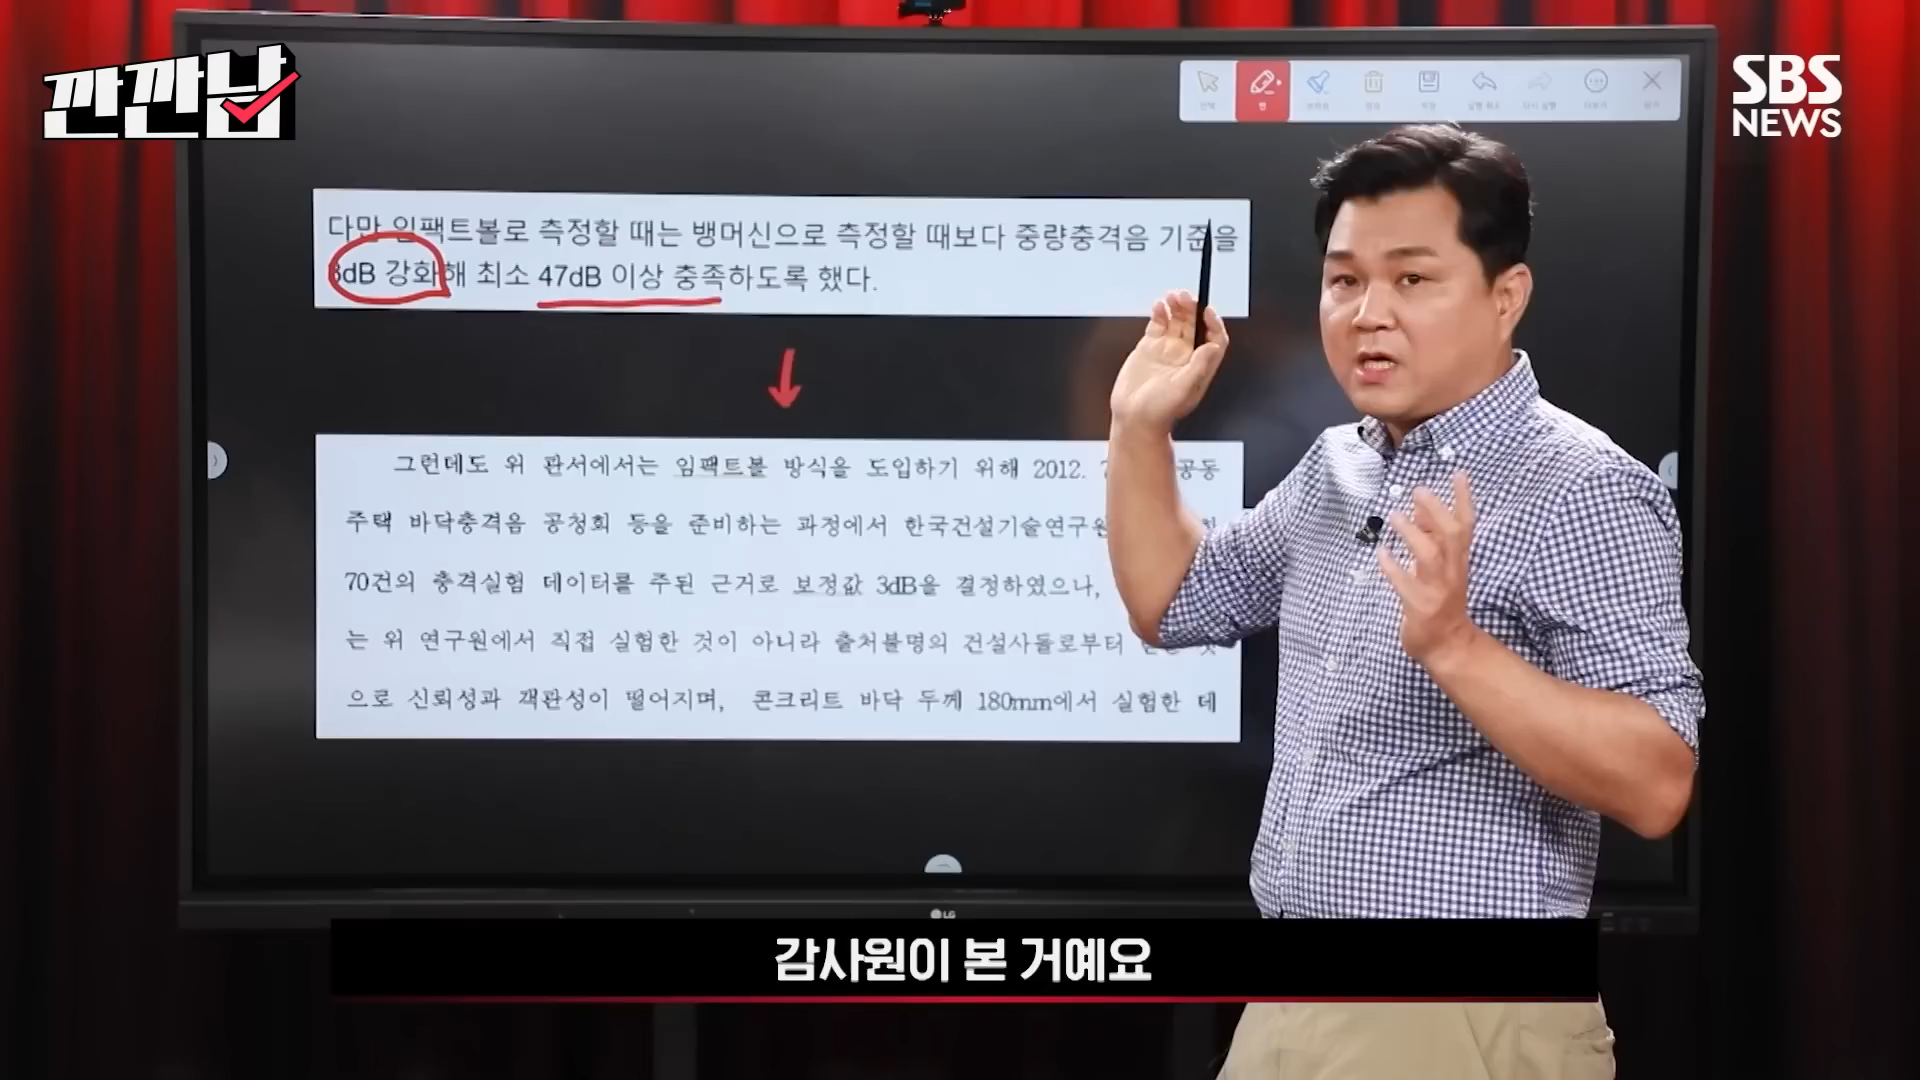 깐깐남
SBS
NEWS
다만 임팩트볼로 측정할 때는 뱅머신으로 측정할 때보다 중량충격음 기준을
3dB 강화해 최소 47dB 이상 충족하도록 했다.
그런데도 위 판서에서는 임팩트볼 방식을 도입하기 위해 2012. 공동
주택 바닥충격음 공청회 등을 준비하는 과정에서 한국건설기술연구원
70건의 충격실험 데이터를 주된 근거로 보정값 3dB을 결정하였으나,
는 위 연구원에서 직접 실험한 것이 아니라 출처불명의 건설사들로부터
으로 신뢰성과 객관성이 떨어지며, 콘크리트 바닥 두께 180mm에서 실험한 데
LG
감사원이 본 거예요